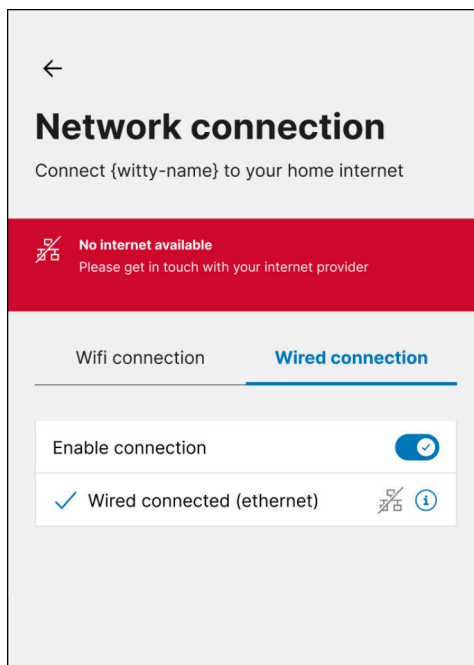 Network connection
Connect {witty-name} to your home internet
No internet available
Please get in touch with your internet provider
Wifi connection
Wired connection
Enable connection
Wired connected (ethernet)